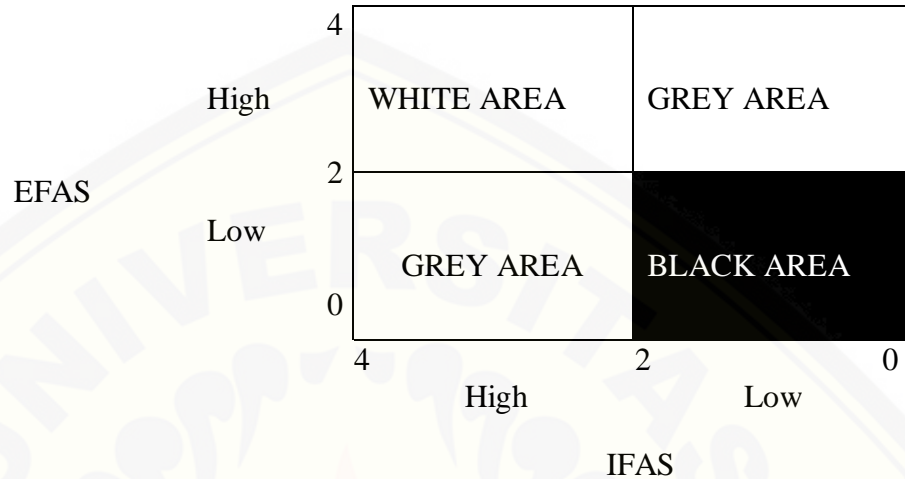 4
High WHITE AREA GREY AREA
2
EFAS
Low
GREY AREA BLACK AREA
0
4 2 0
High Low
IFAS
UNIVERSITAS